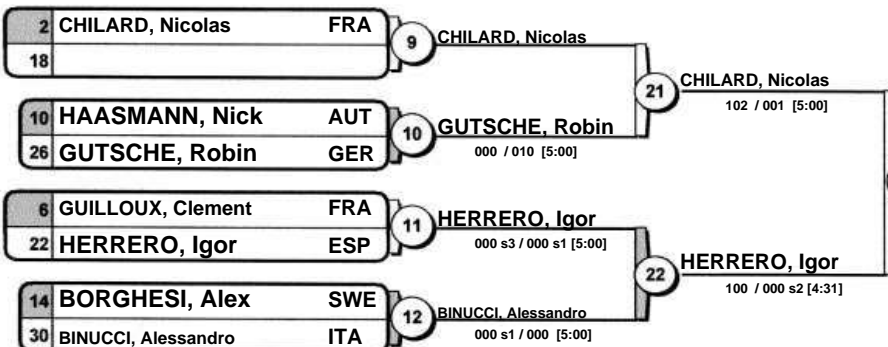 2 CHILARD, Nicolas FRA
18
9
CHILARD, Nicolas
10 HAASMANN, Nick AUT
26 GUTSCHE, Robin GER
10
GUTSCHE, Robin
000 / 010 [5:00]
21
CHILARD, Nicolas
102 / 001 [5:00]
6 GUILLOUX, Clement FRA
22 HERRERO, Igor ESP
11
HERRERO, Igor
000 s3 / 000 s1 [5:00]
14 BORGHESI, Alex SWE
30 BINUCCI, Alessandro ITA
12
BINUCCI, Alessandro
000 s1 / 000 [5:00]
22
HERRERO, Igor
100 / 000 s2 [4:31]